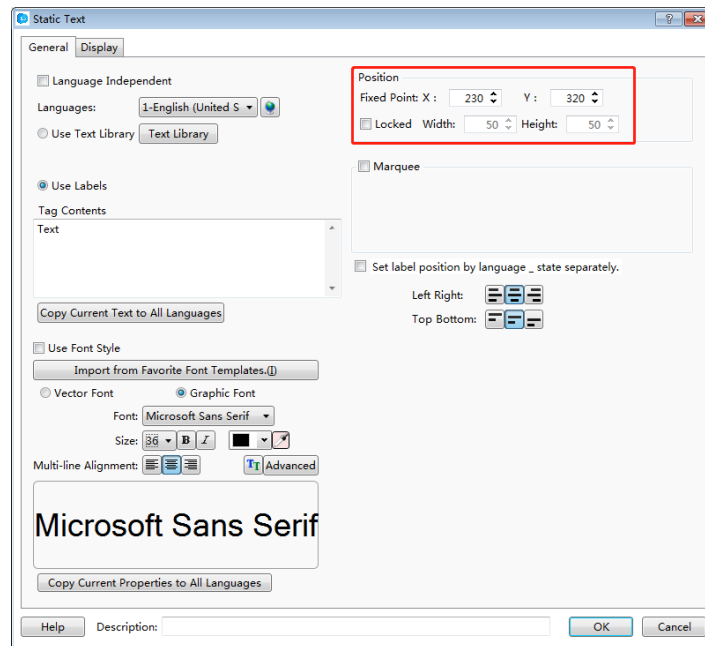 Static Text
General Display
Language Independent
Languages: 1-English (United S
Use Text Library Text Library
Use Labels
Tag Contents
Text
Copy Current Text to All Languages
Use Font Style
Import from Favorite Font Templates.(I)
Vector Font Graphic Font
Font: Microsoft Sans Serif
Size: 36 B I
Multi-line Alignment: TT Advanced
Microsoft Sans Serif
Copy Current Properties to All Languages
Position
Fixed Point: X : 230 Y : 320
Locked Width: 50 Height: 50
Marquee
Set label position by language _ state separately.
Left Right:
Top Bottom:
Help Description: OK Cancel